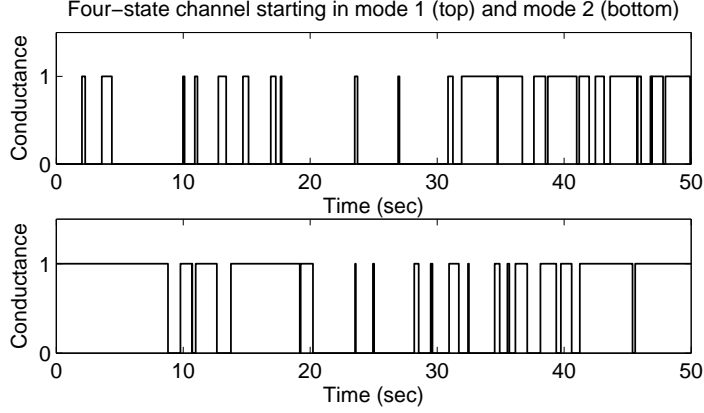 Four−state channel starting in mode 1 (top) and mode 2 (bottom)
Conductance
1
0
0 10 20 30 40 50
Time (sec)
Conductance
1
0
0 10 20 30 40 50
Time (sec)